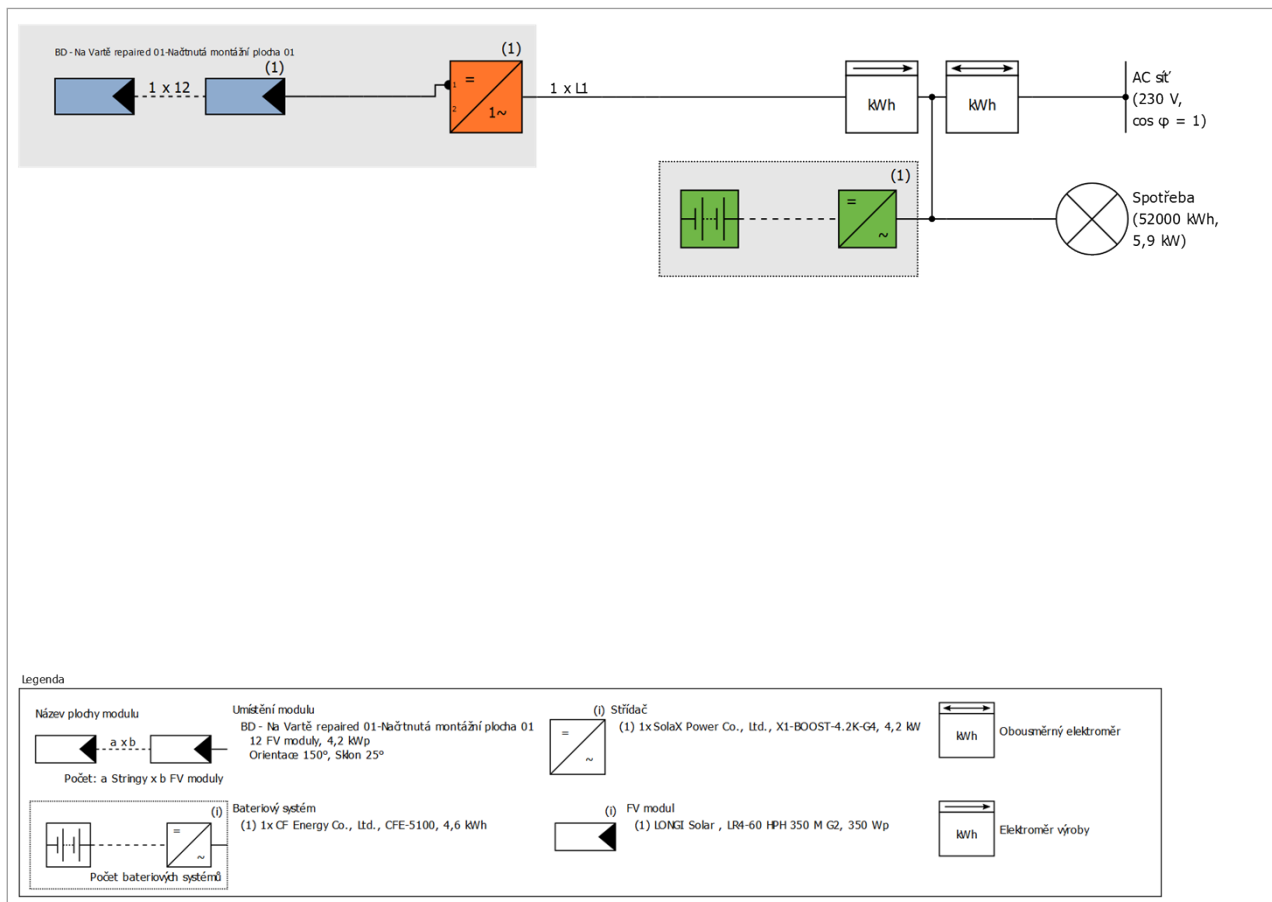 BD - Na Vartě repaired 01-Načtnutá montážní plocha 01
(1)
1 x 12
(1)
=
1
2
1~
1 x L1
kWh
kWh
AC síť
(230 V,
cos φ = 1)
(1)
=
~
Spotřeba
(52000 kWh,
5,9 kW)
Legenda
Název plochy modulu
a x b
Počet: a Stringy x b FV moduly
Umístění modulu
BD - Na Vartě repaired 01-Načrtnutá montážní plocha 01
12 FV moduly, 4,2 kWp
Orientace 150°, Sklon 25°
(i)
=
~
Střídač
(1) 1x SolaX Power Co., Ltd., X1-BOOST-4.2K-G4, 4,2 kW
kWh
Obousměrný elektroměr
(i)
=
~
Počet bateriových systémů
Bateriový systém
(1) 1x CF Energy Co., Ltd., CFE-5100, 4,6 kWh
(i)
FV modul
(1) LONGI Solar , LR4-60 HPH 350 M G2, 350 Wp
kWh
Elektroměr výroby